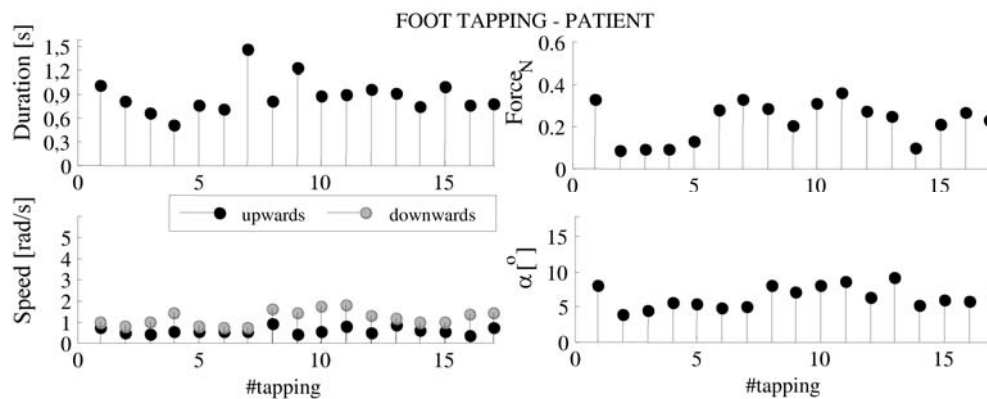 FOOT TAPPING - PATIENT
Duration [s]
1,5
1,2
0,9
0,6
0,3
0
0 5 10 15
Force_N
0.6
0.4
0.2
0
0 5 10 15
upwards downwards
Speed [rad/s]
6
5
4
3
2
1
0
0 5 10 15
#tapping
α[°]
15
10
5
0
0 5 10 15
#tapping